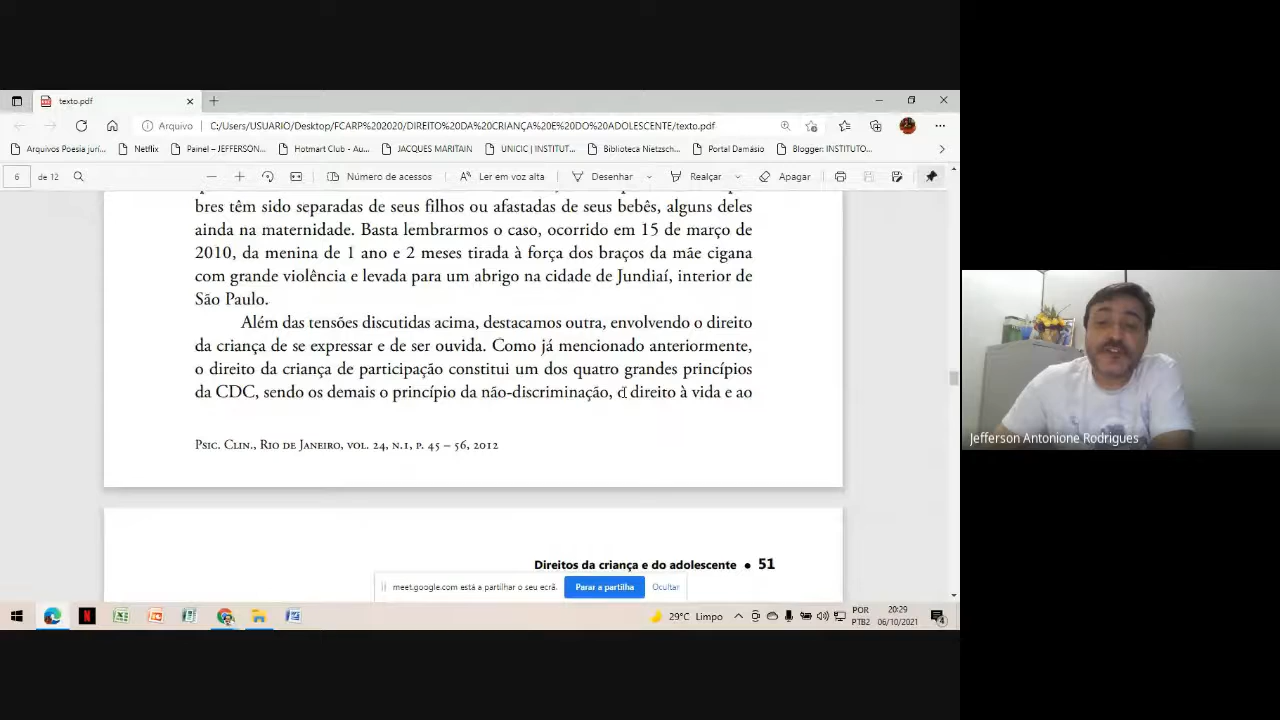 texto.pdf
Arquivo
C:/Users/USUARIO/Desktop/FCARP%202020/DIREITO%20DA%20CRIANÇA%20E%20DO%20ADOLESCENTE/texto.pdf
Arquivos Poesia jurí...
Netflix
Painel – JEFFERSON...
Hotmart Club - Au...
JACQUES MARITAIN
UNICIC | INSTITUT...
Biblioteca Nietzsch...
Portal Damásio
Blogger: INSTITUTO...
6 de 12
Número de acessos
Ler em voz alta
Desenhar
Realçar
Apagar
bres têm sido separadas de seus filhos ou afastadas de seus bebês, alguns deles
ainda na maternidade. Basta lembrarmos o caso, ocorrido em 15 de março de
2010, da menina de 1 ano e 2 meses tirada à força dos braços da mãe cigana
com grande violência e levada para um abrigo na cidade de Jundiaí, interior de
São Paulo.
Além das tensões discutidas acima, destacamos outra, envolvendo o direito
da criança de se expressar e de ser ouvida. Como já mencionado anteriormente,
o direito da criança de participação constitui um dos quatro grandes princípios
da CDC, sendo os demais o princípio da não-discriminação, o direito à vida e ao
Psic. Clin., Rio de Janeiro, vol. 24, n.1, p. 45 – 56, 2012
Direitos da criança e do adolescente ● 51
meet.google.com está a partilhar o seu ecrã.
Parar a partilha
Ocultar
29°C Limpo
POR
PTB2
20:29
06/10/2021
4
Jefferson Antonione Rodrigues